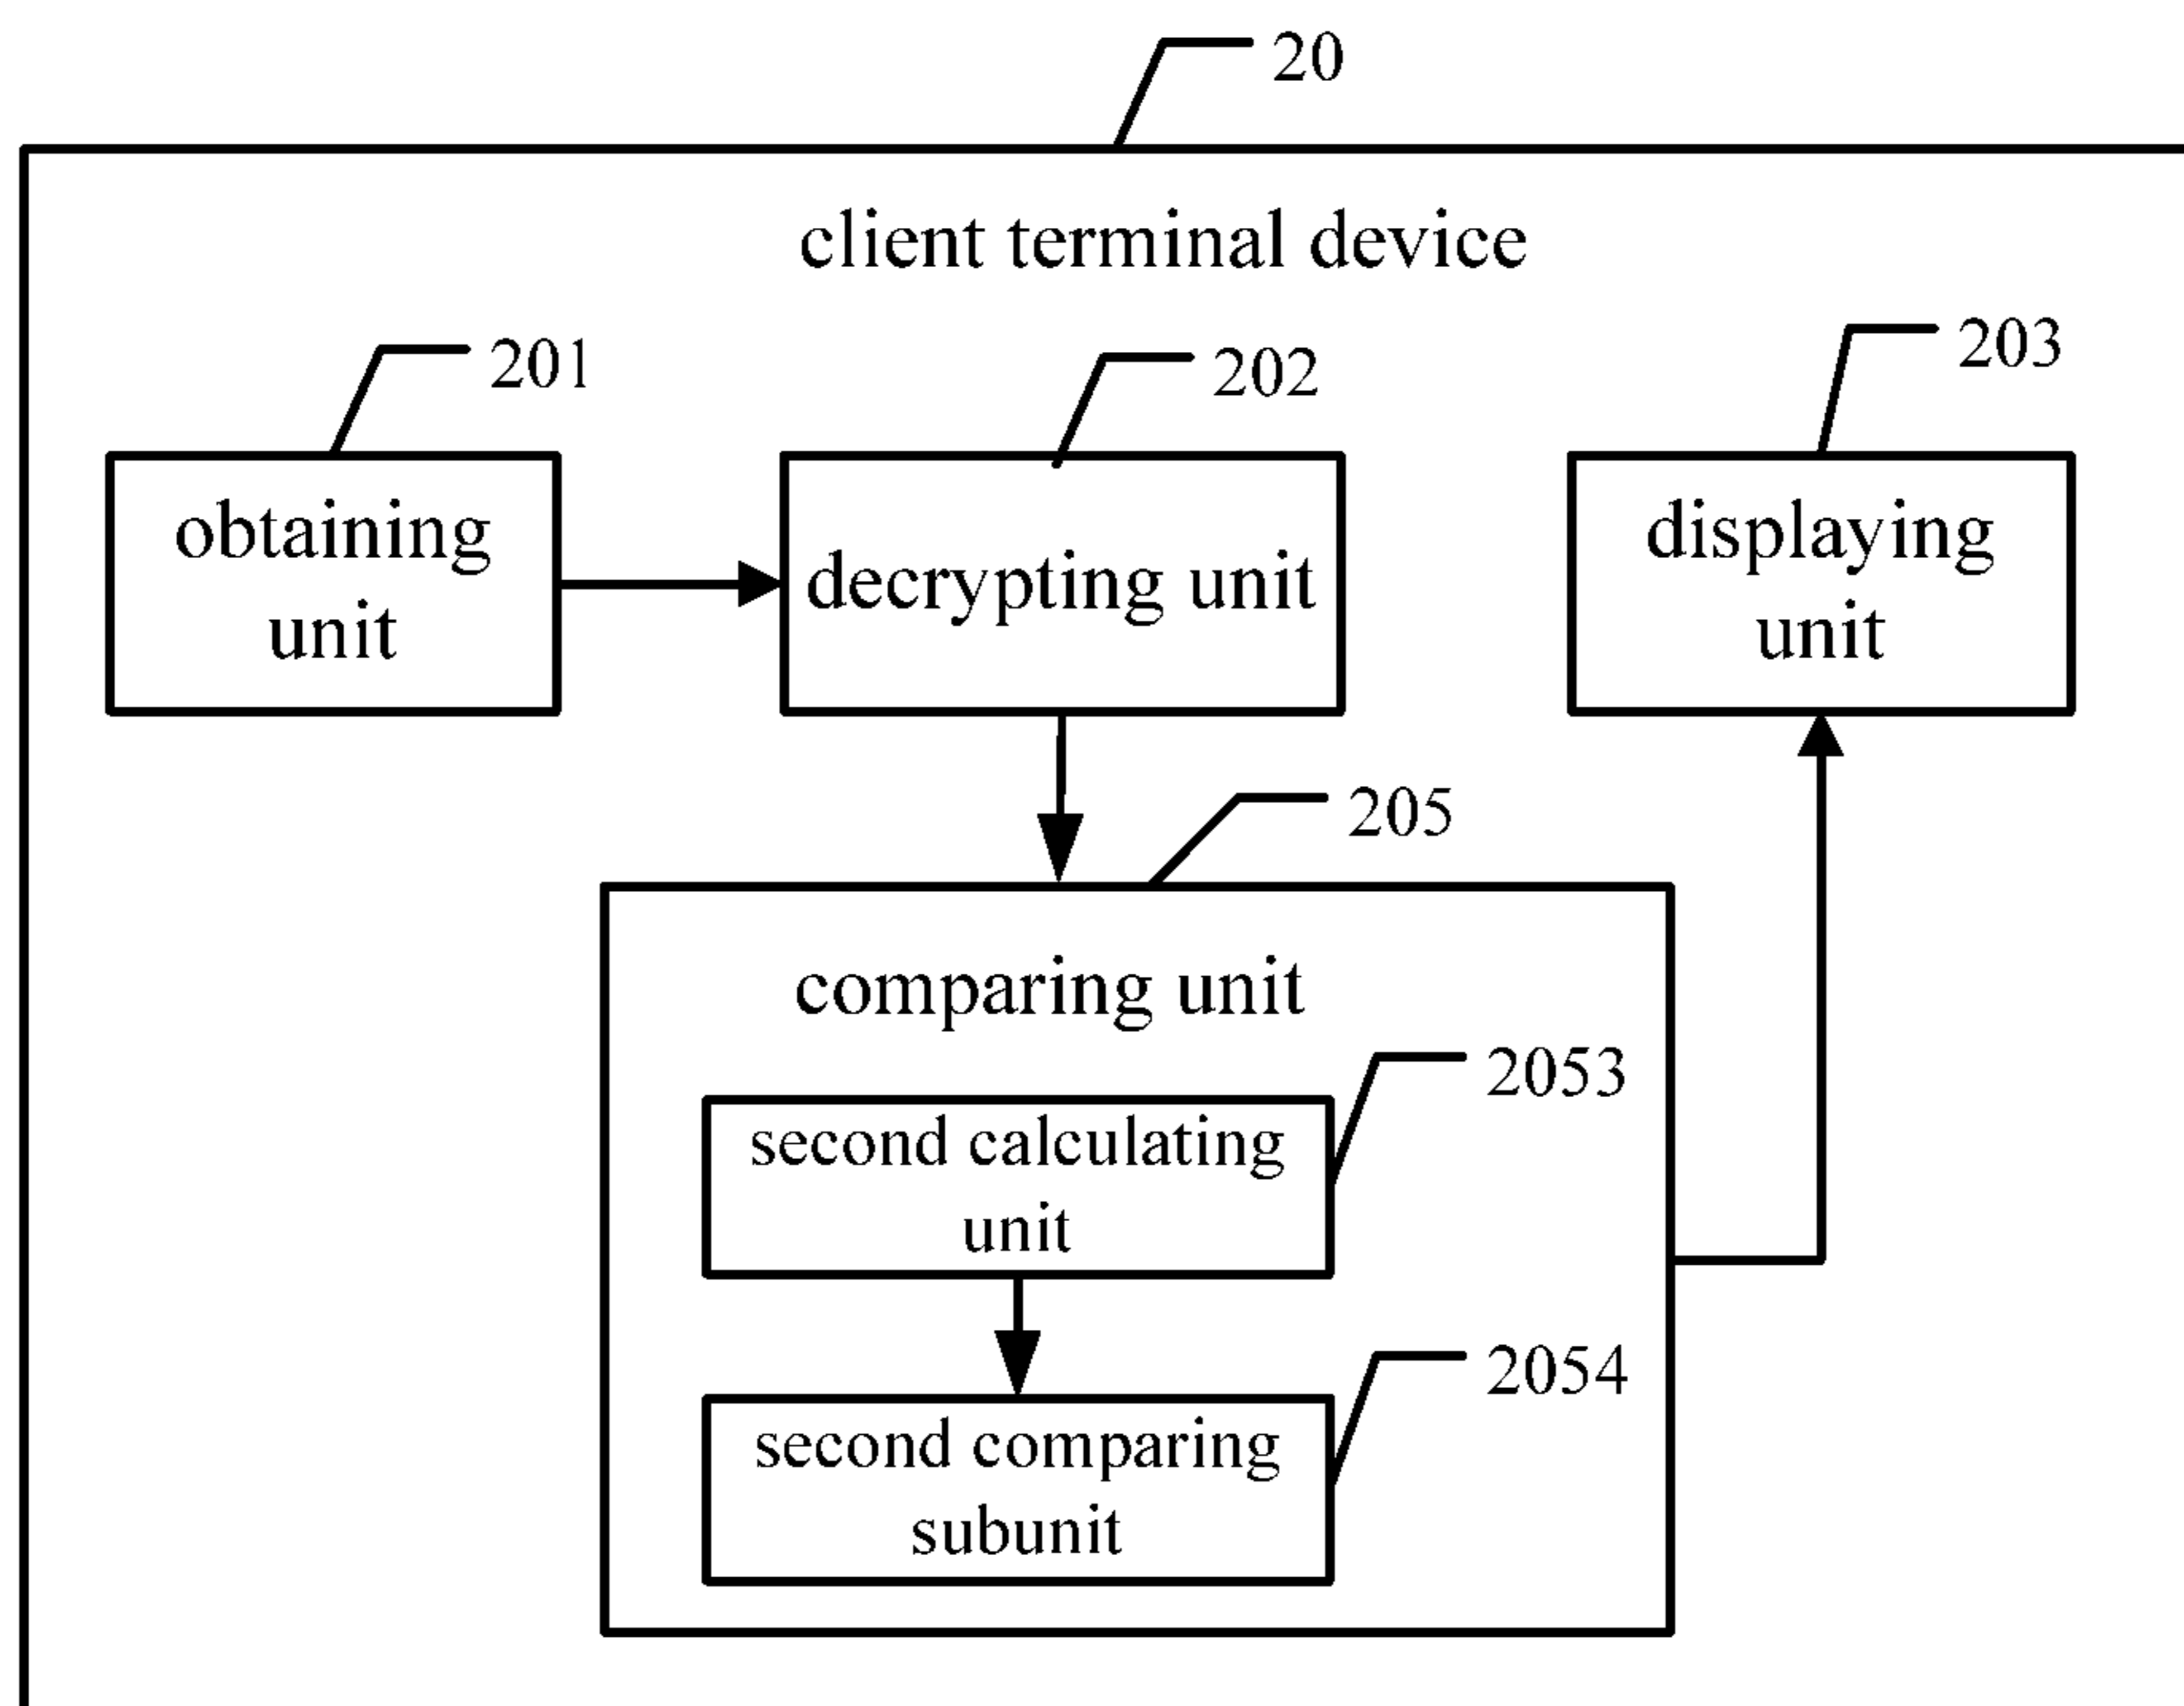 20
client terminal device
201
202
203
obtaining
unit
decrypting unit
displaying
unit
205
comparing unit
2053
second calculating
unit
2054
second comparing
subunit